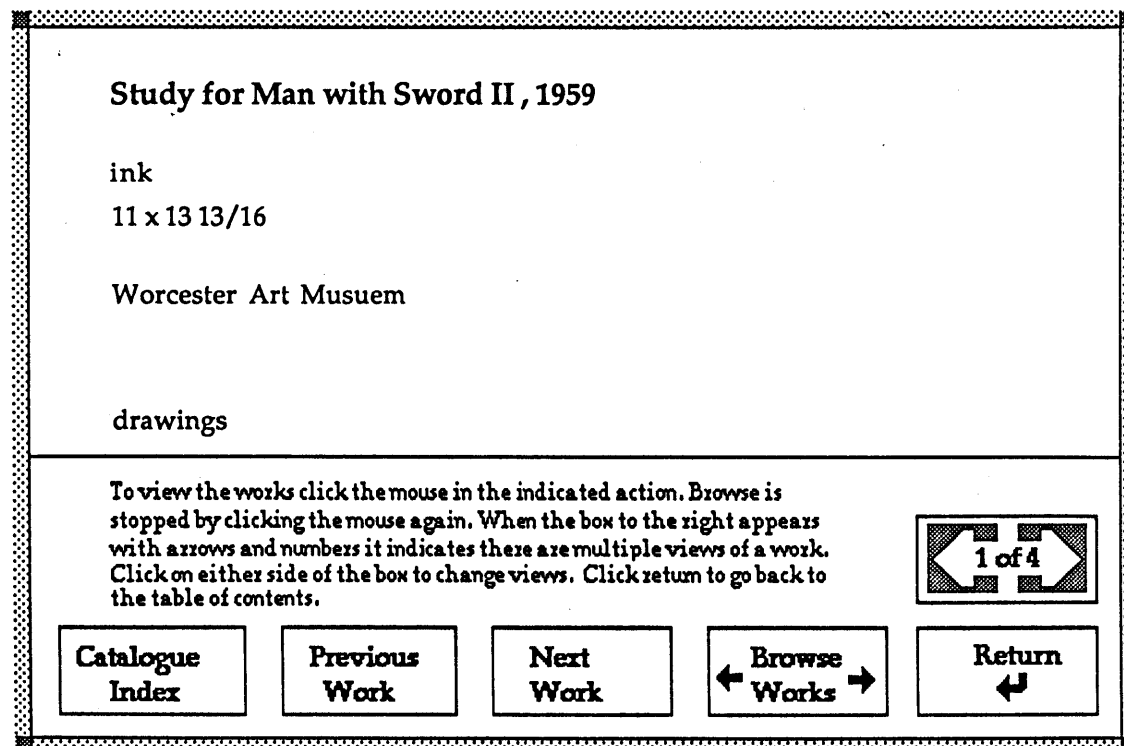 Study for Man with Sword II , 1959
ink
11 x 13 13/16
Worcester Art Musuem
drawings
To view the works click the mouse in the indicated action. Browse is
stopped by clicking the mouse again. When the box to the right appears
with arrows and numbers it indicates there are multiple views of a work.
Click on either side of the box to change views. Click return to go back to
the table of contents.
1 of 4
Catalogue
Index
Previous
Work
Next
Work
Browse
Works
Return